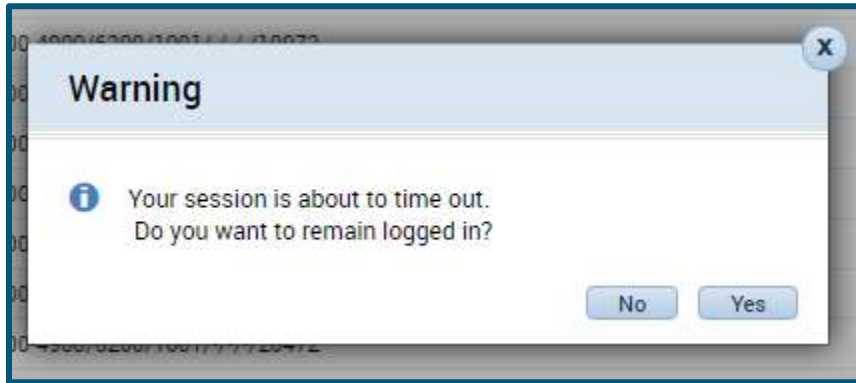 X
Warning
Your session is about to time out.
Do you want to remain logged in?
No Yes